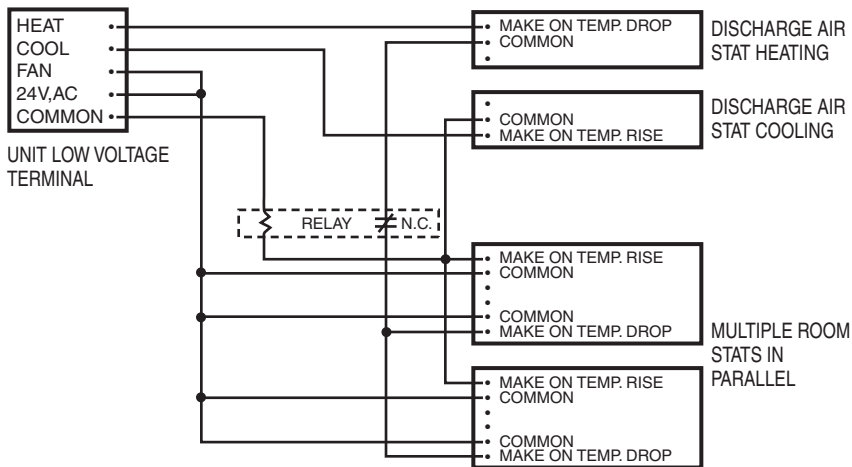 HEAT
COOL
FAN
24V,AC
COMMON
UNIT LOW VOLTAGE
TERMINAL
MAKE ON TEMP. DROP
COMMON
DISCHARGE AIR
STAT HEATING
COMMON
MAKE ON TEMP. RISE
DISCHARGE AIR
STAT COOLING
RELAY
N.C.
MAKE ON TEMP. RISE
COMMON
COMMON
MAKE ON TEMP. DROP
MULTIPLE ROOM
STATS IN
PARALLEL
MAKE ON TEMP. RISE
COMMON
COMMON
MAKE ON TEMP. DROP